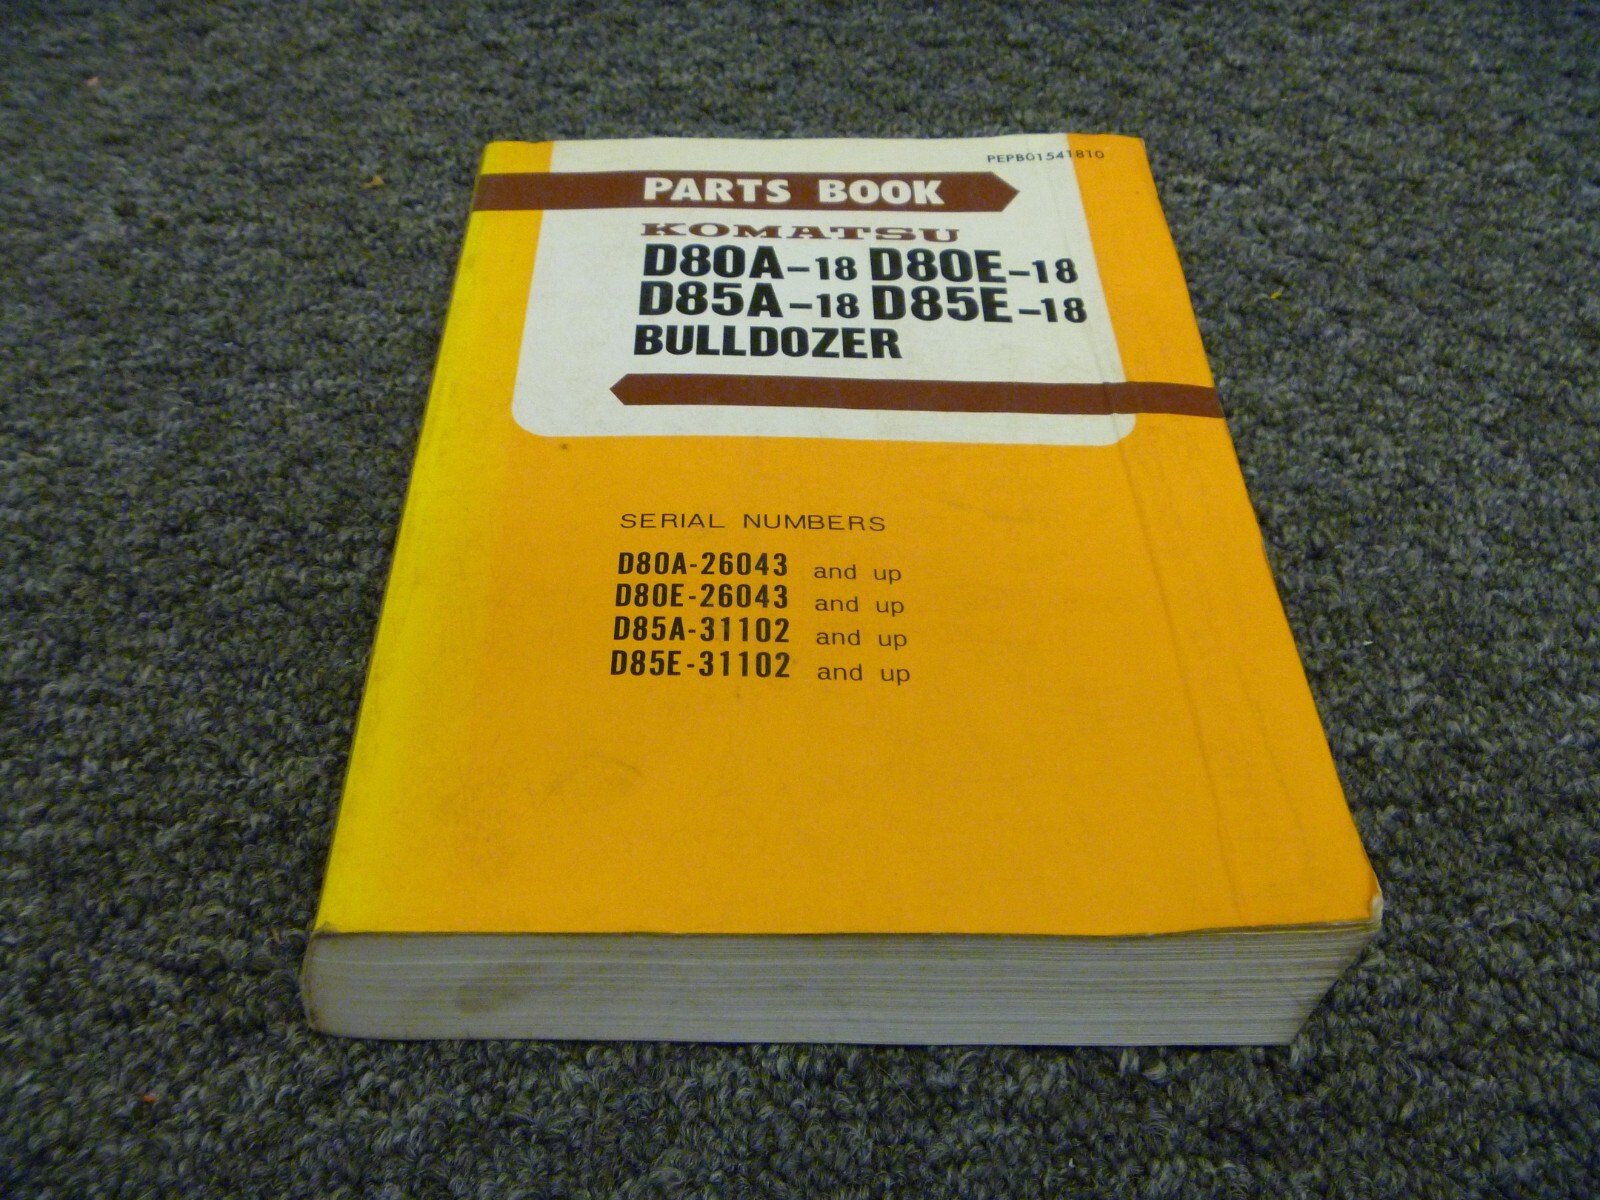 PEPB01541810
PARTS BOOK
KOMATSU
D80A-18 D80E-18
D85A-18 D85E-18
BULLDOZER
SERIAL NUMBERS
D80A-26043 and up
D80E-26043 and up
D85A-31102 and up
D85E-31102 and up